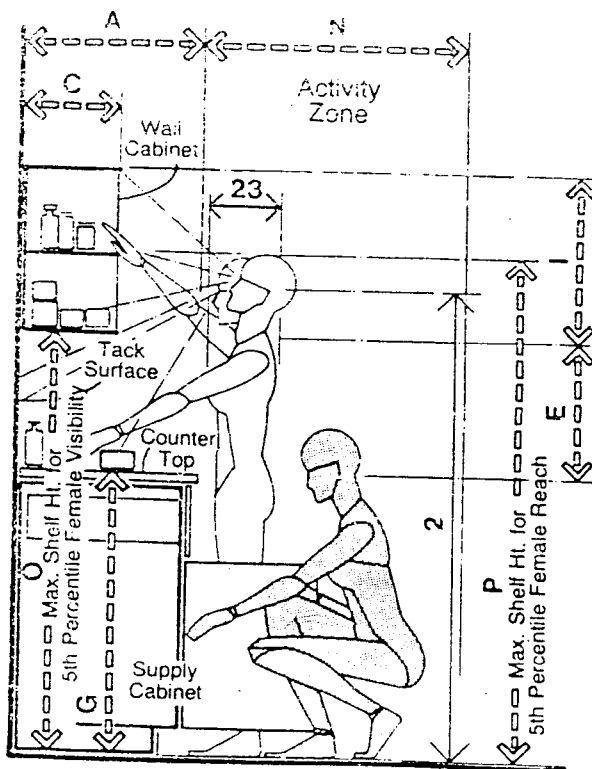 A
N
C
Activity
Zone
Wall
Cabinet
23
I
Tack
Surface
E
Counter
Top
2
P
Max. Shelf Ht. for
5th Percentile Female Reach
O
Max. Shelf Ht. for
5th Percentile Female Visibility
G
Supply
Cabinet